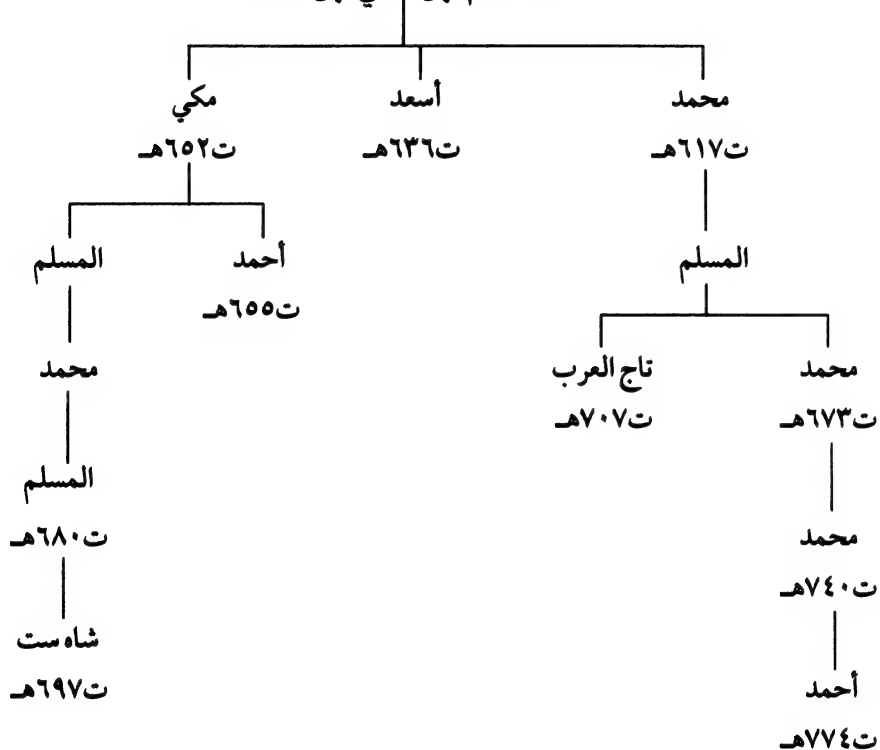 محمد
ت٦١٧هـ
أسعد
ت٦٣٦هـ
مكي
ت٦٥٢هـ
المسلم
أحمد
ت٦٥٥هـ
المسلم
محمد
ت٦٧٣هـ
تاج العرب
ت٧٠٧هـ
محمد
محمد
ت٧٤٠هـ
المسلم
ت٦٨٠هـ
أحمد
ت٧٧٤هـ
شاه ست
ت٦٩٧هـ